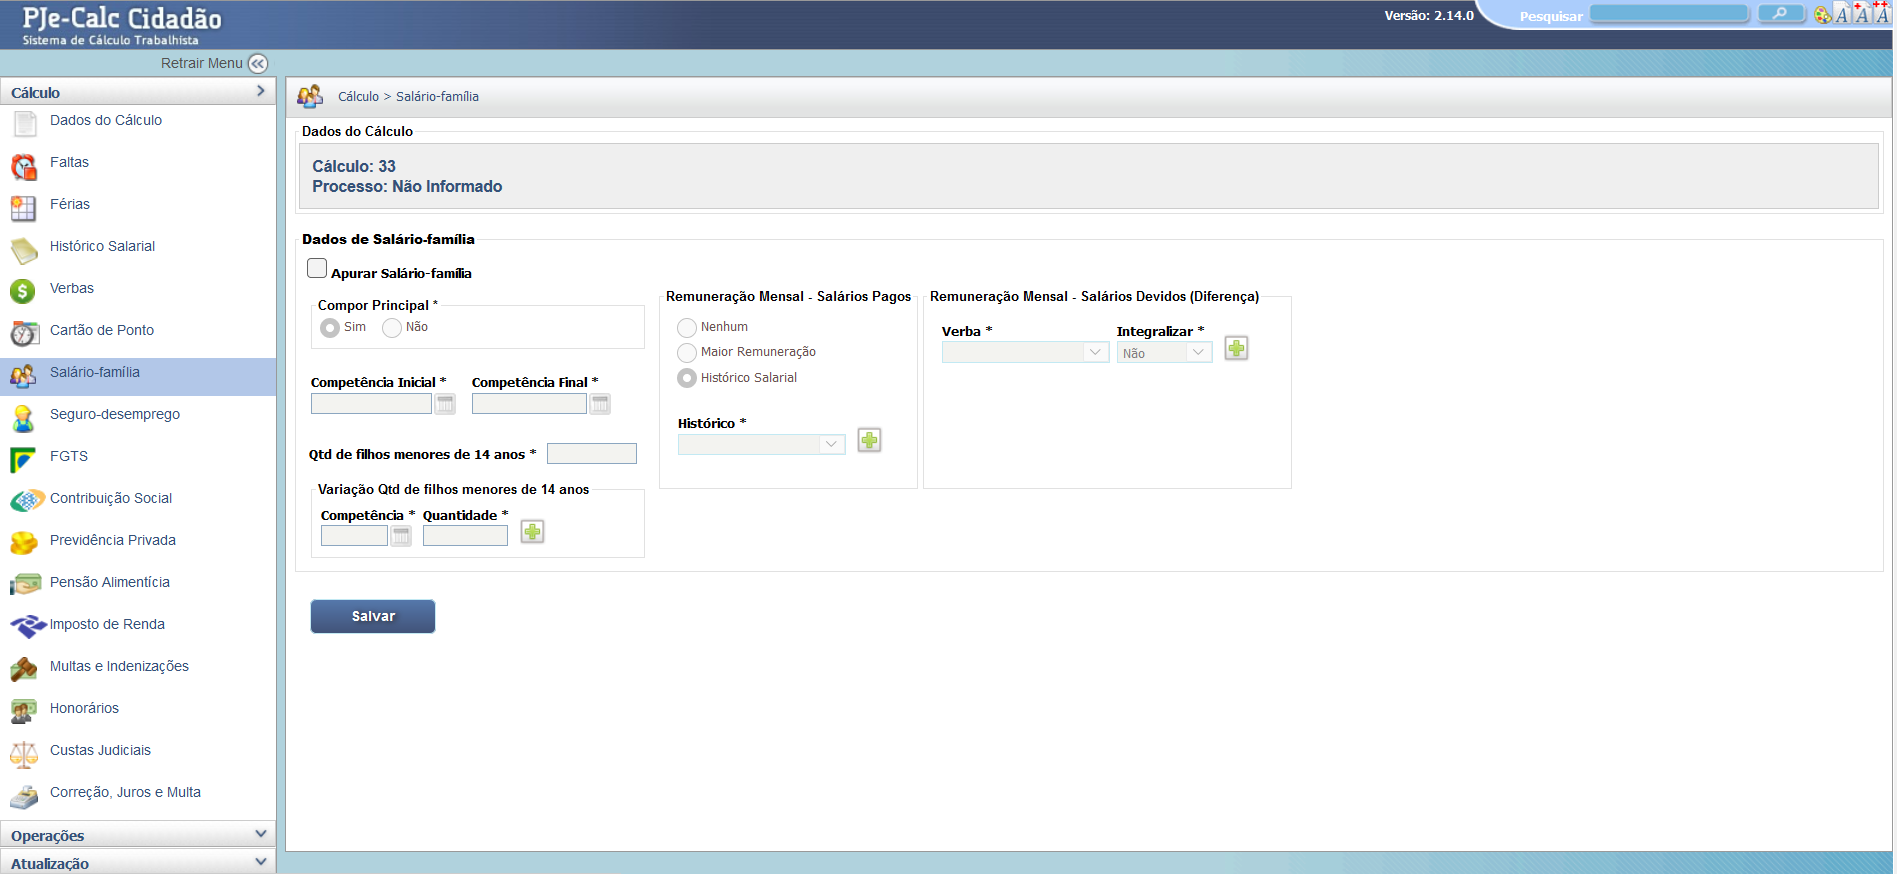 PJe-Calc Cidadão
Sistema de Cálculo Trabalhista
Versão: 2.14.0
Pesquisar
A A A
Retrair Menu
Cálculo
Dados do Cálculo
Faltas
Férias
Histórico Salarial
Verbas
Cartão de Ponto
Salário-família
Seguro-desemprego
FGTS
Contribuição Social
Previdência Privada
Pensão Alimentícia
Imposto de Renda
Multas e Indenizações
Honorários
Custas Judiciais
Correção, Juros e Multa
Operações
Atualização
Cálculo > Salário-família
Dados do Cálculo
Cálculo: 33
Processo: Não Informado
Dados de Salário-família
Apurar Salário-família
Compor Principal *
Sim Não
Competência Inicial * Competência Final *
Qtd de filhos menores de 14 anos *
Variação Qtd de filhos menores de 14 anos
Competência * Quantidade *
Remuneração Mensal - Salários Pagos
Nenhum
Maior Remuneração
Histórico Salarial
Histórico *
Remuneração Mensal - Salários Devidos (Diferença)
Verba * Integralizar *
Não
Salvar